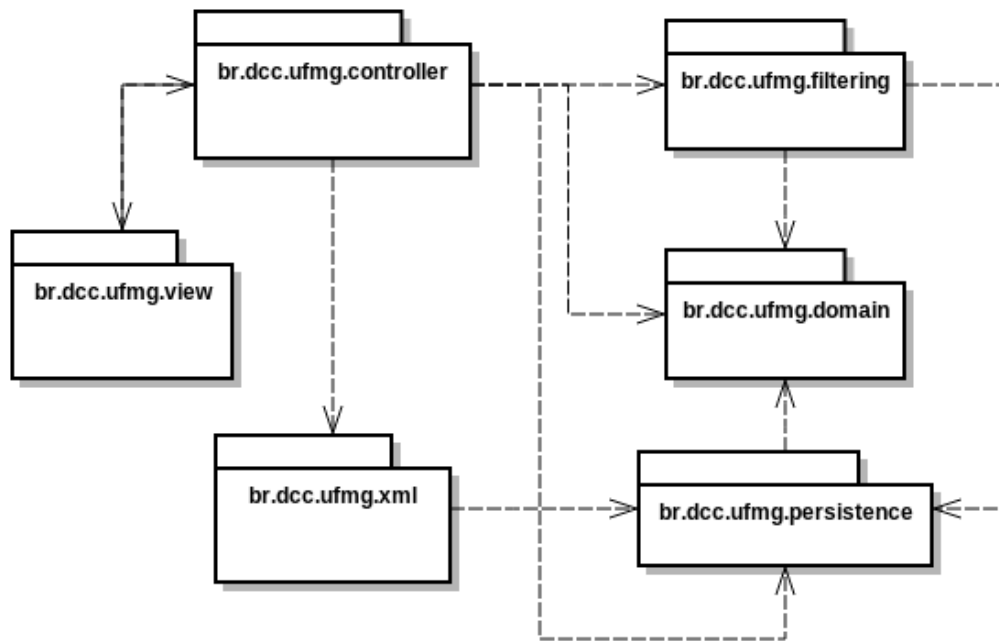 br.dcc.ufmg.controller
br.dcc.ufmg.filtering
br.dcc.ufmg.view
br.dcc.ufmg.domain
br.dcc.ufmg.xml
br.dcc.ufmg.persistence